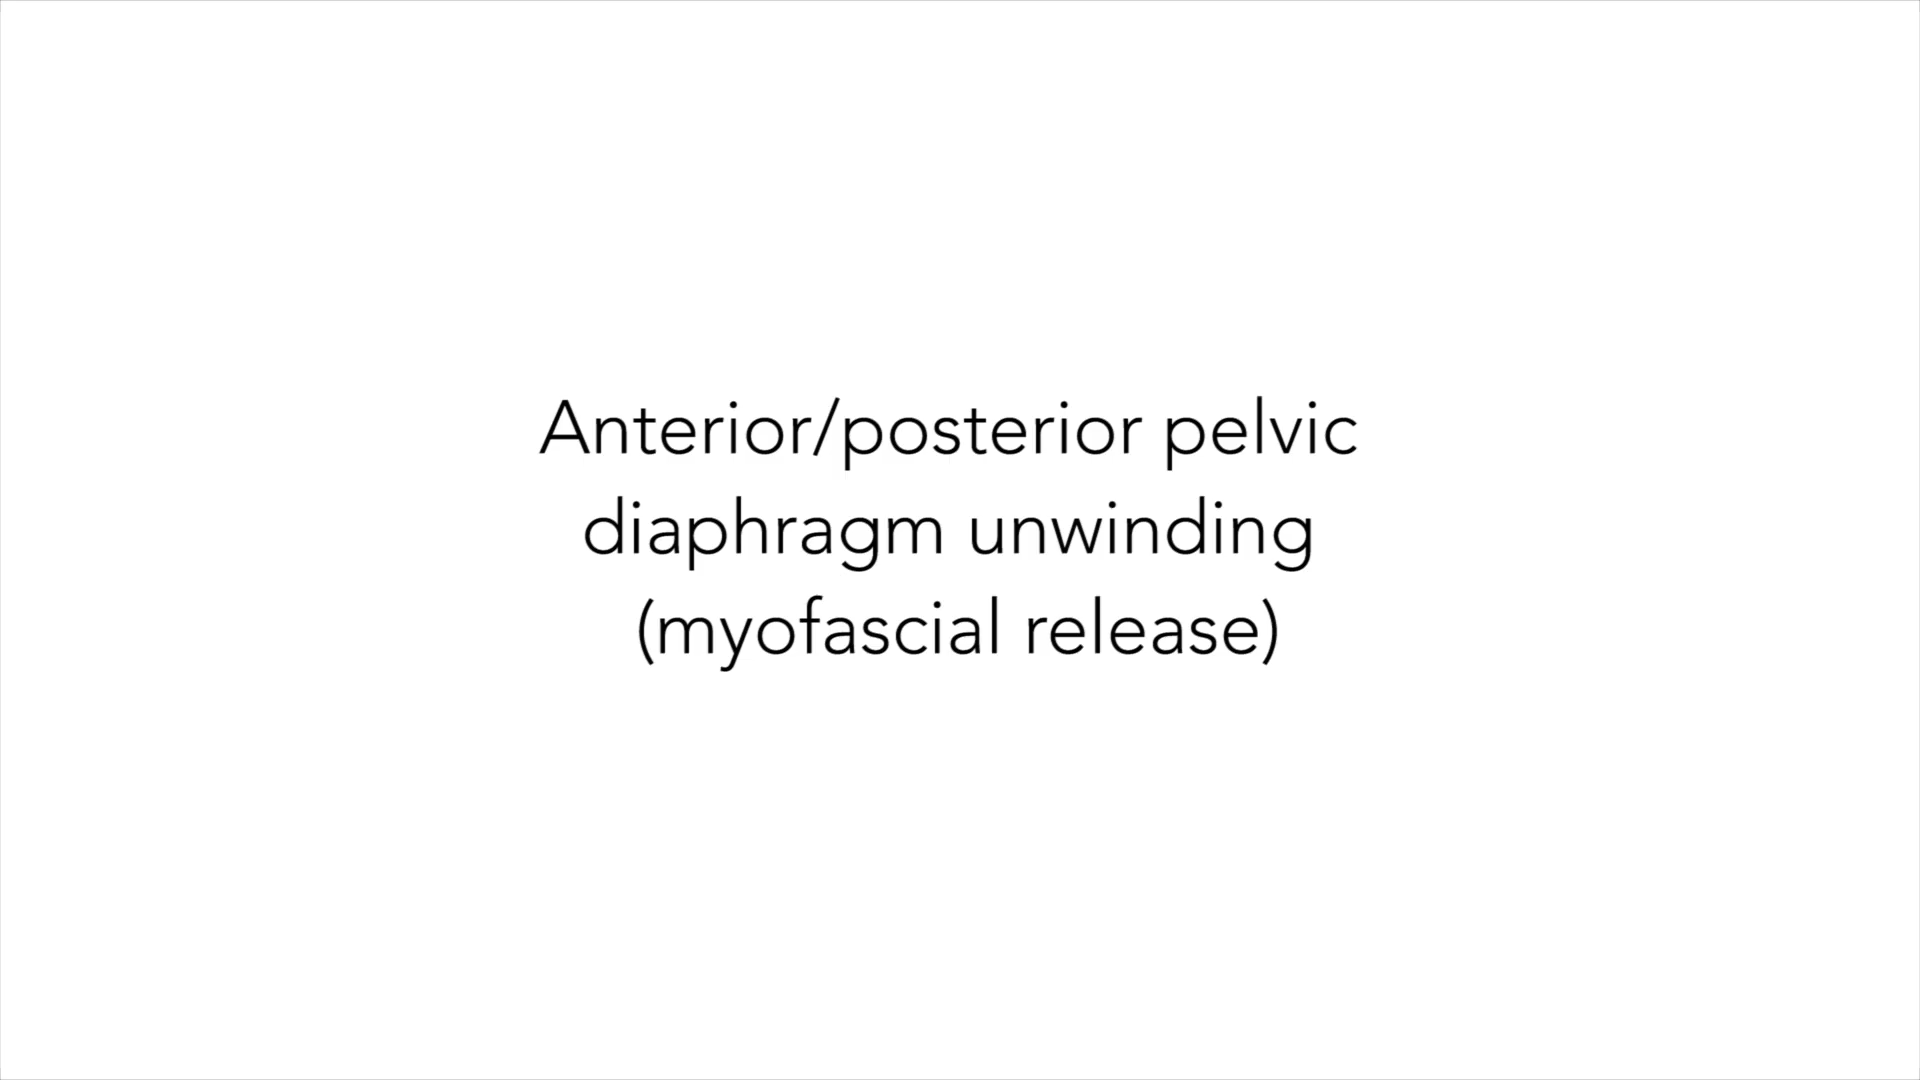 Anterior/posterior pelvic
diaphragm unwinding
(myofascial release)